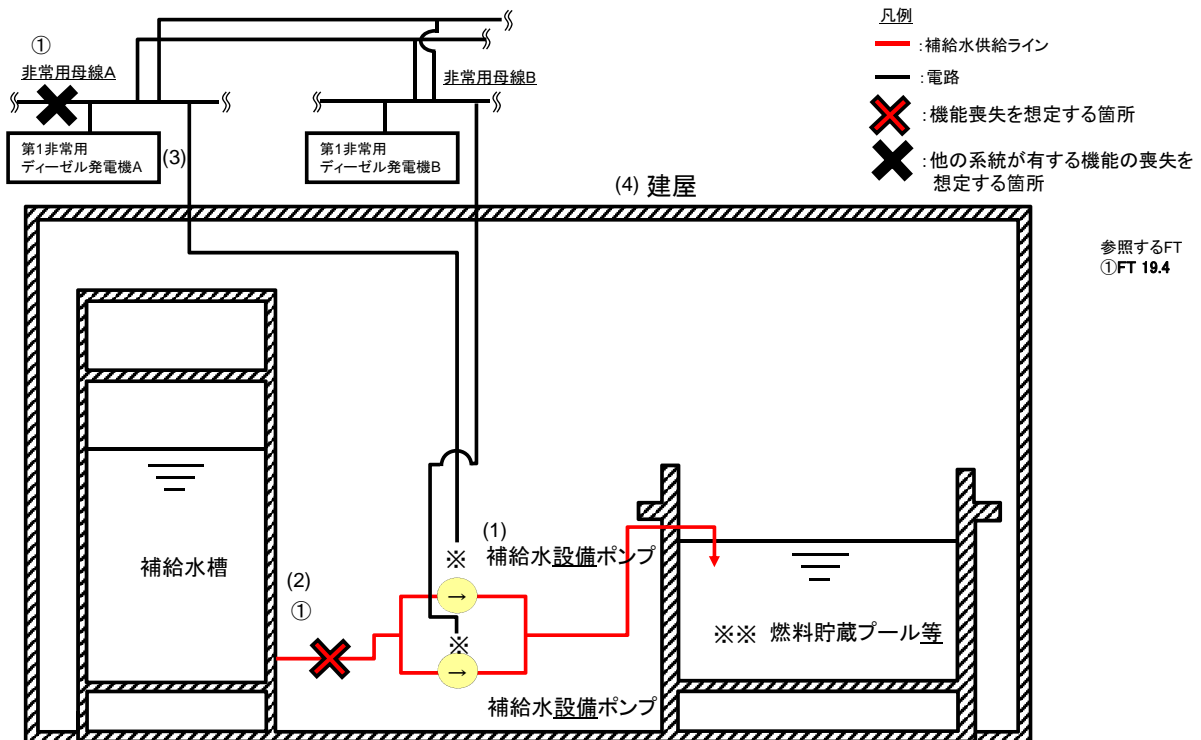 ①
非常用母線A
非常用母線B
第1非常用
ディーゼル発電機A
(3)
第1非常用
ディーゼル発電機B
凡例
:補給水供給ライン
:電路
:機能喪失を想定する箇所
:他の系統が有する機能の喪失を
想定する箇所
(4) 建屋
参照するFT
①FT 19.4
補給水槽
(2)
①
(1)
※ 補給水設備ポンプ
→
※
→
補給水設備ポンプ
※※ 燃料貯蔵プール等